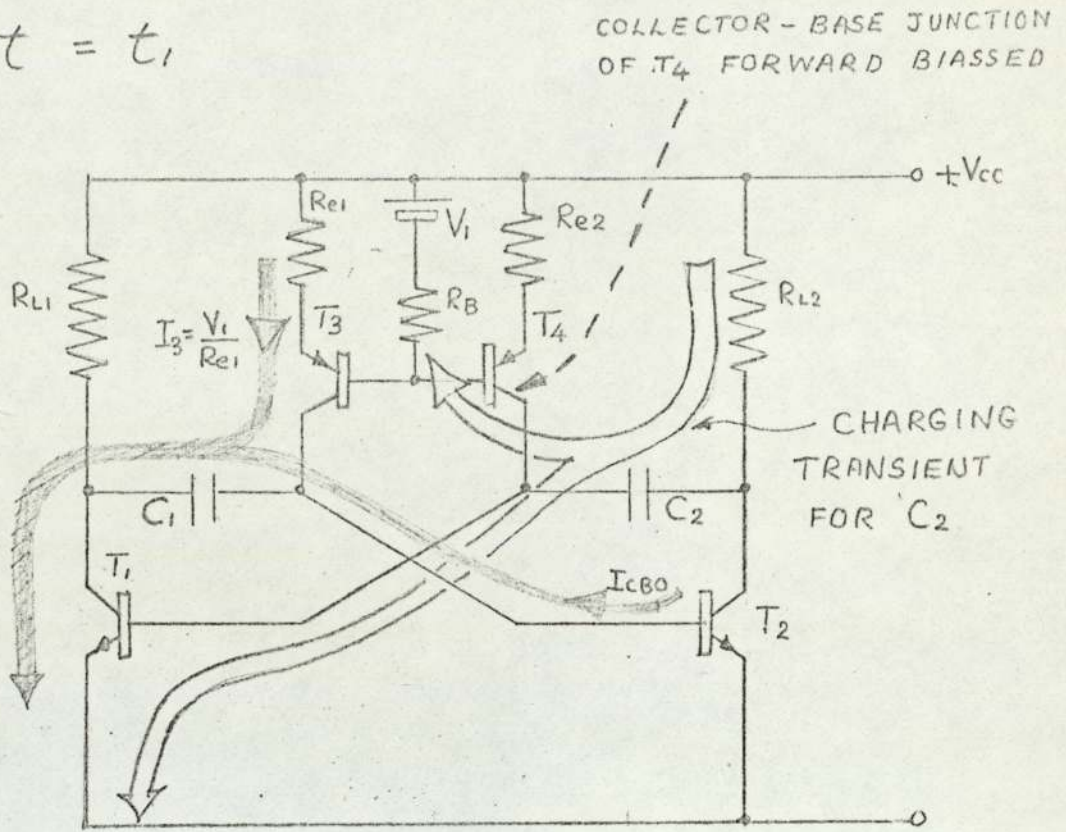 t = t₁
COLLECTOR - BASE JUNCTION
OF T₄ FORWARD BIASSED
+Vcc
Re1
V₁
Re2
RL1
RB
RL2
T₃
T₄
I₃ = V₁/Re1
CHARGING
TRANSIENT
FOR C₂
C₁
C₂
T₁
ICBO
T₂